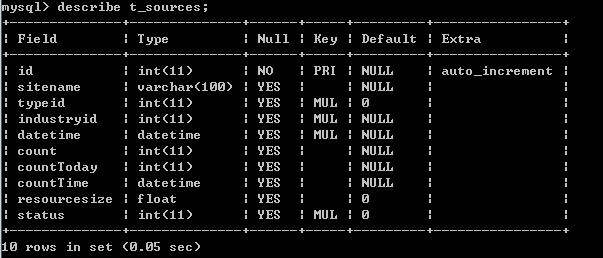 mysql> describe t_sources;
+--------------+--------------+------+-----+---------+----------------+
| Field        | Type         | Null | Key | Default | Extra          |
+--------------+--------------+------+-----+---------+----------------+
| id           | int(11)      | NO   | PRI | NULL    | auto_increment |
| sitename     | varchar(100) | YES  |     | NULL    |                |
| typeid       | int(11)      | YES  | MUL | 0       |                |
| industryid   | int(11)      | YES  | MUL | NULL    |                |
| datetime     | datetime     | YES  | MUL | NULL    |                |
| count        | int(11)      | YES  |     | NULL    |                |
| countToday   | int(11)      | YES  |     | NULL    |                |
| countTime    | datetime     | YES  |     | NULL    |                |
| resourcesize | float        | YES  |     | 0       |                |
| status       | int(11)      | YES  | MUL | 0       |                |
+--------------+--------------+------+-----+---------+----------------+
10 rows in set (0.05 sec)